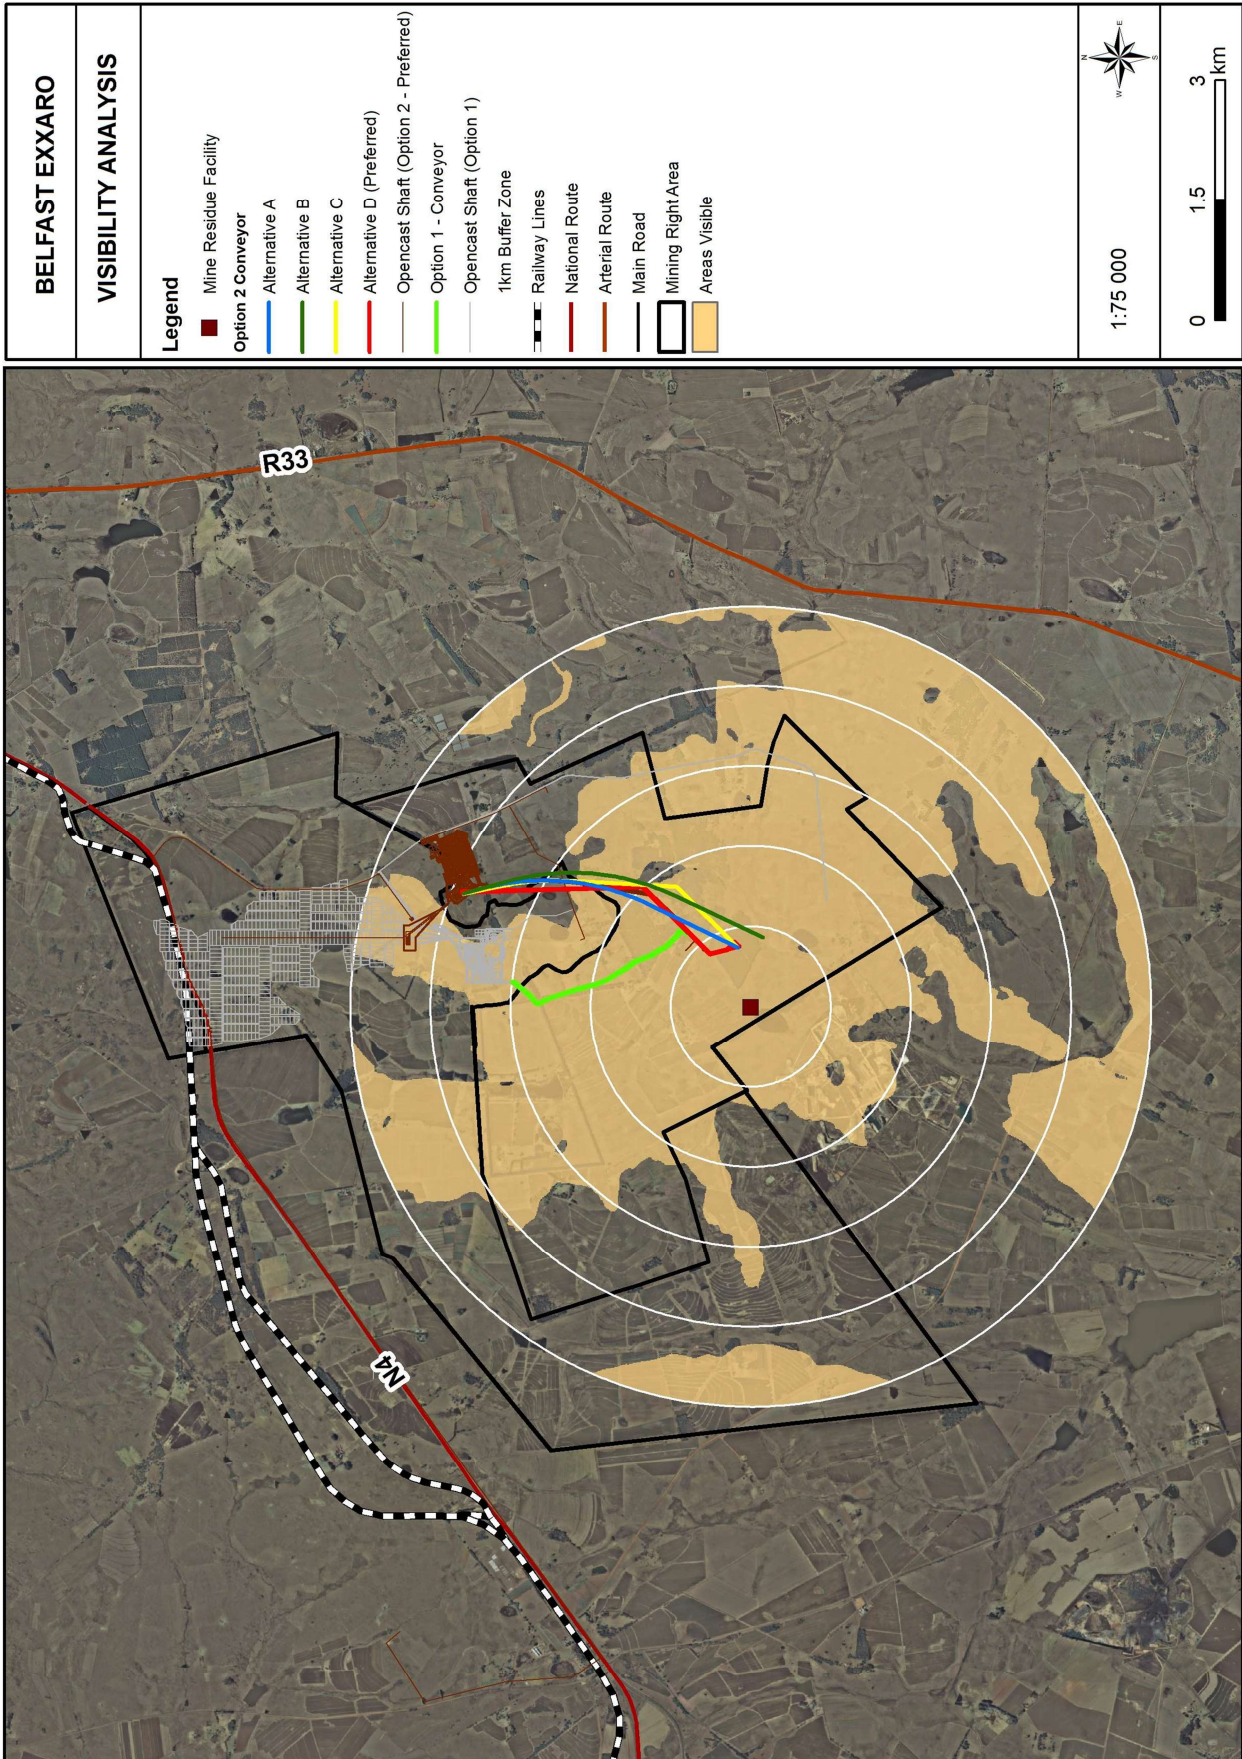 BELFAST EXXARO
VISIBILITY ANALYSIS
Legend
Mine Residue Facility
Option 2 Conveyor
Alternative A
Alternative B
Alternative C
Alternative D (Preferred)
Opencast Shaft (Option 2 - Preferred)
Option 1 - Conveyor
Opencast Shaft (Option 1)
1km Buffer Zone
Railway Lines
National Route
Arterial Route
Main Road
Mining Right Area
Areas Visible
N
E
S
W
1:75 000
0 1.5 3
km
R33
N4